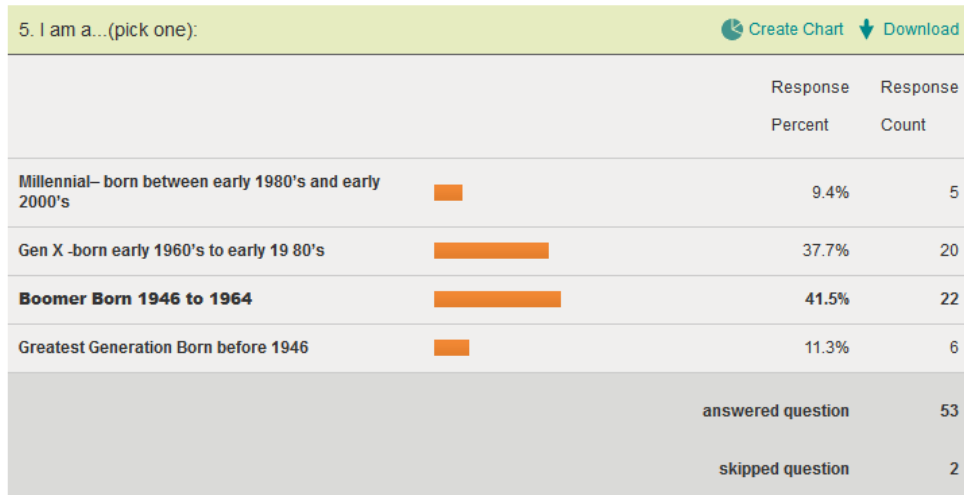 5. I am a...(pick one): Create Chart Download
Response Response
Percent Count
Millennial– born between early 1980's and early
2000's
9.4% 5
Gen X -born early 1960's to early 19 80's 37.7% 20
Boomer Born 1946 to 1964 41.5% 22
Greatest Generation Born before 1946 11.3% 6
answered question 53
skipped question 2